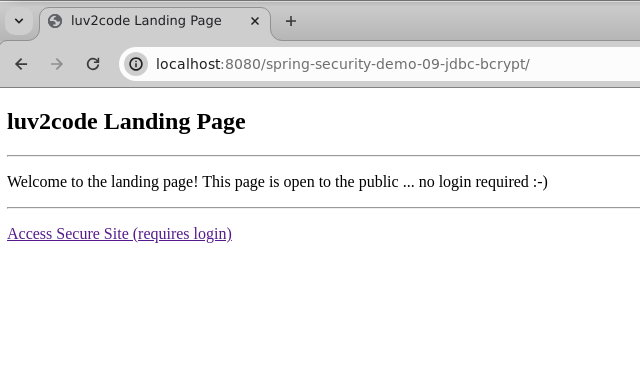 luv2code Landing Page
localhost:8080/spring-security-demo-09-jdbc-bcrypt/
luv2code Landing Page
Welcome to the landing page! This page is open to the public ... no login required :-)
Access Secure Site (requires login)